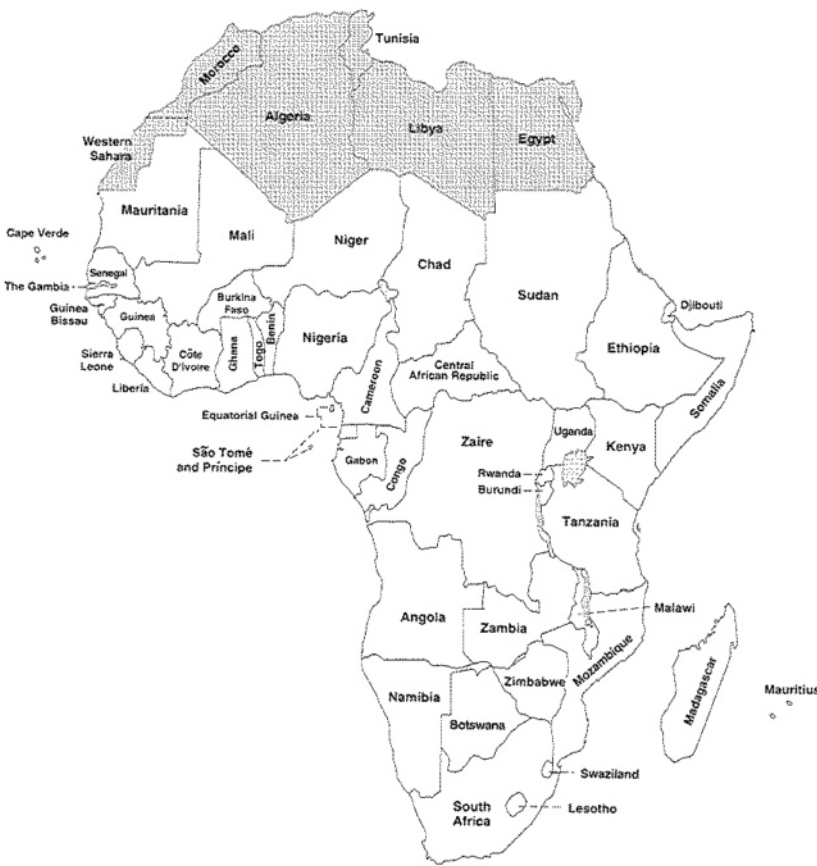 Tunisia
Morocco
Algeria
Libya
Egypt
Western
Sahara
Mauritania
Mali
Niger
Chad
Sudan
Cape Verde
Senegal
The Gambia
Guinea
Bissau
Guinea
Burkina
Faso
Benin
Nigeria
Djibouti
Ethiopia
Somalia
Sierra
Leone
Liberia
Côte
D'Ivoire
Ghana
Togo
Cameroon
Central
African Republic
Equatorial Guinea
São Tomé
and Príncipe
Gabon
Congo
Zaire
Uganda
Kenya
Rwanda
Burundi
Tanzania
Angola
Zambia
Malawi
Mozambique
Zimbabwe
Namibia
Botswana
Madagascar
Mauritius
Swaziland
South
Africa
Lesotho